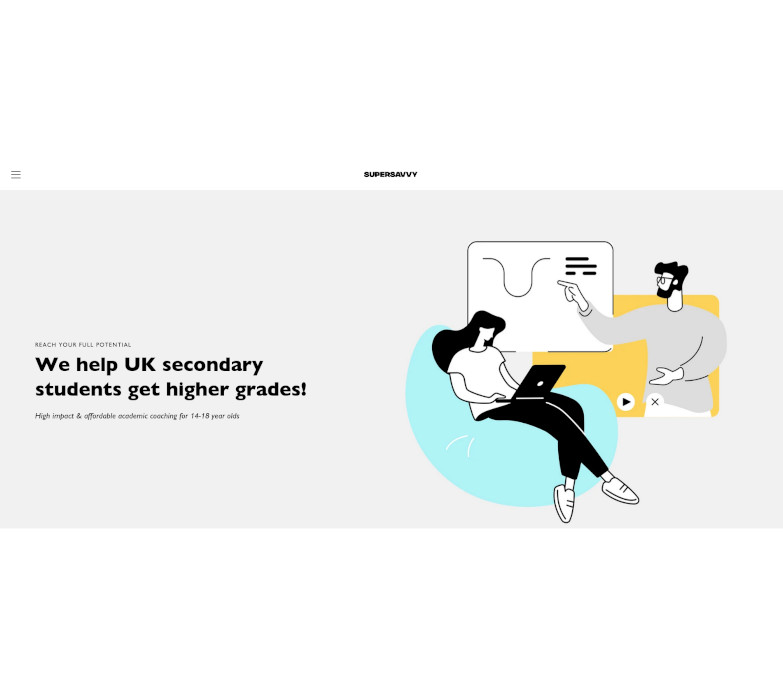 SUPERSAVVY
REACH YOUR FULL POTENTIAL
We help UK secondary
students get higher grades!
High impact & affordable academic coaching for 14-18 year olds